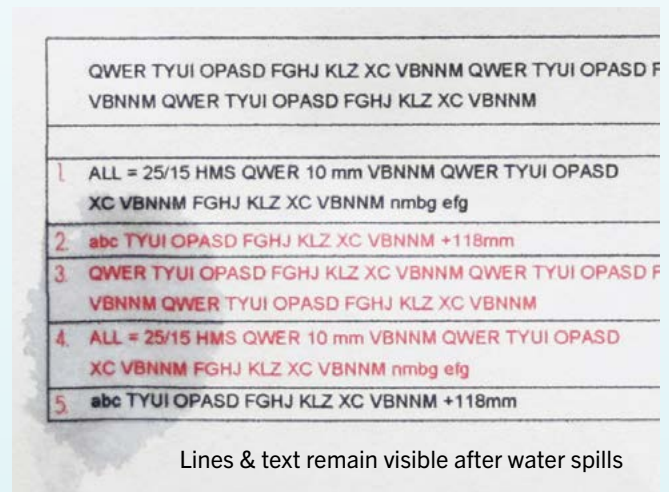 QWER TYUI OPASD FGHJ KLZ XC VBNNM QWER TYUI OPASD F
VBNNM QWER TYUI OPASD FGHJ KLZ XC VBNNM
1. ALL = 25/15 HMS QWER 10 mm VBNNM QWER TYUI OPASD
XC VBNNM FGHJ KLZ XC VBNNM nmbg efg
2. abc TYUI OPASD FGHJ KLZ XC VBNNM +118mm
3. QWER TYUI OPASD FGHJ KLZ XC VBNNM QWER TYUI OPASD F
VBNNM QWER TYUI OPASD FGHJ KLZ XC VBNNM
4. ALL = 25/15 HMS QWER 10 mm VBNNM QWER TYUI OPASD
XC VBNNM FGHJ KLZ XC VBNNM nmbg efg
5. abc TYUI OPASD FGHJ KLZ XC VBNNM +118mm
Lines & text remain visible after water spills